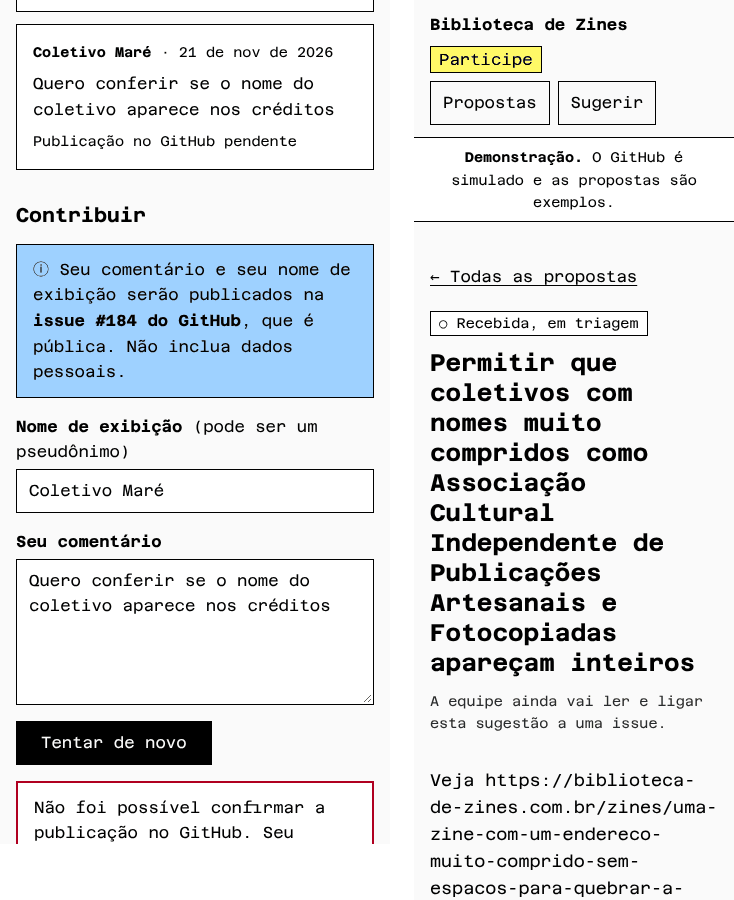 Coletivo Maré · 21 de nov de 2026
Quero conferir se o nome do
coletivo aparece nos créditos
Publicação no GitHub pendente
Contribuir
ⓘ Seu comentário e seu nome de
exibição serão publicados na
issue #184 do GitHub, que é
pública. Não inclua dados
pessoais.
Nome de exibição (pode ser um
pseudônimo)
Coletivo Maré
Seu comentário
Quero conferir se o nome do
coletivo aparece nos créditos
Tentar de novo
Não foi possível confirmar a
publicação no GitHub. Seu
Biblioteca de Zines
Participe
Propostas
Sugerir
Demonstração. O GitHub é
simulado e as propostas são
exemplos.
← Todas as propostas
○ Recebida, em triagem
Permitir que
coletivos com
nomes muito
compridos como
Associação
Cultural
Independente de
Publicações
Artesanais e
Fotocopiadas
apareçam inteiros
A equipe ainda vai ler e ligar
esta sugestão a uma issue.
Veja https://biblioteca-
de-zines.com.br/zines/uma-
zine-com-um-endereco-
muito-comprido-sem-
espacos-para-quebrar-a-